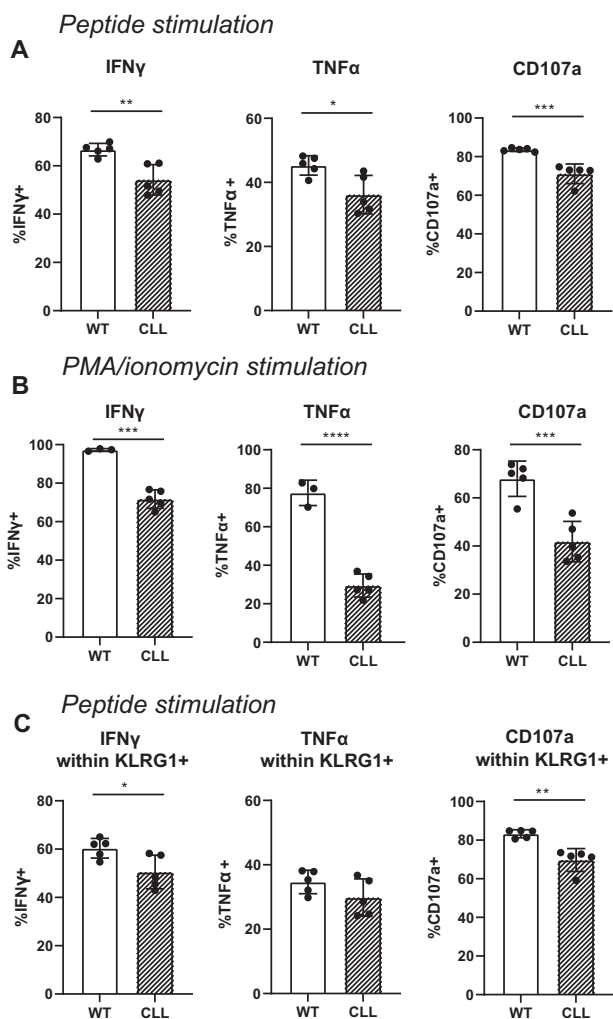 Peptide stimulation
A
IFNγ
TNFα
CD107a
**
*
***
80
60
40
20
0
%IFNγ+
WT
CLL
60
40
20
0
%TNFα+
WT
CLL
100
80
60
40
20
0
%CD107a+
WT
CLL
PMA/ionomycin stimulation
B
IFNγ
TNFα
CD107a
***
****
***
100
80
60
40
20
0
%IFNγ+
WT
CLL
100
80
60
40
20
0
%TNFα+
WT
CLL
80
60
40
20
0
%CD107a+
WT
CLL
Peptide stimulation
C
IFNγ
within KLRG1+
TNFα
within KLRG1+
CD107a
within KLRG1+
*
**
80
60
40
20
0
%IFNγ+
WT
CLL
60
40
20
0
%TNFα+
WT
CLL
100
80
60
40
20
0
%CD107a+
WT
CLL